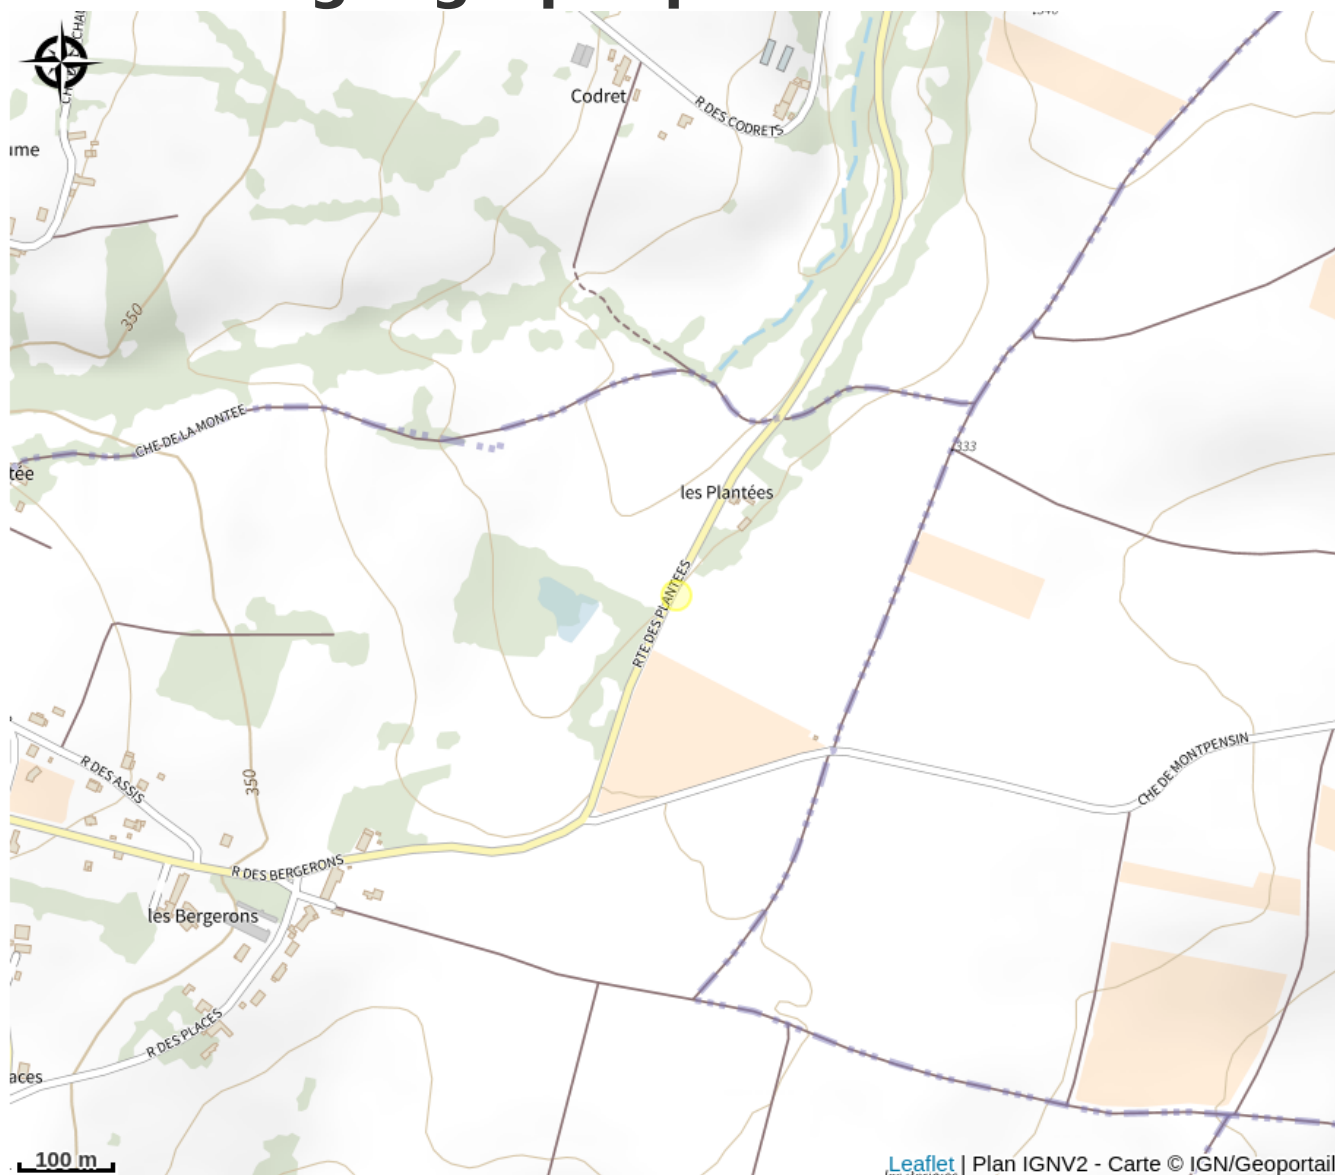 Codret
R DES CODRETS
350
CHE DE LA MONTEE
tée
333
les Plantées
RTE DES PLANTEES
350
R DES ASSIS
CHE DE MONTPENSIN
R DES BERGERONS
les Bergerons
R DES PLACES
aces
100 m
Leaflet | Plan IGNV2 - Carte © IGN/Geoportail